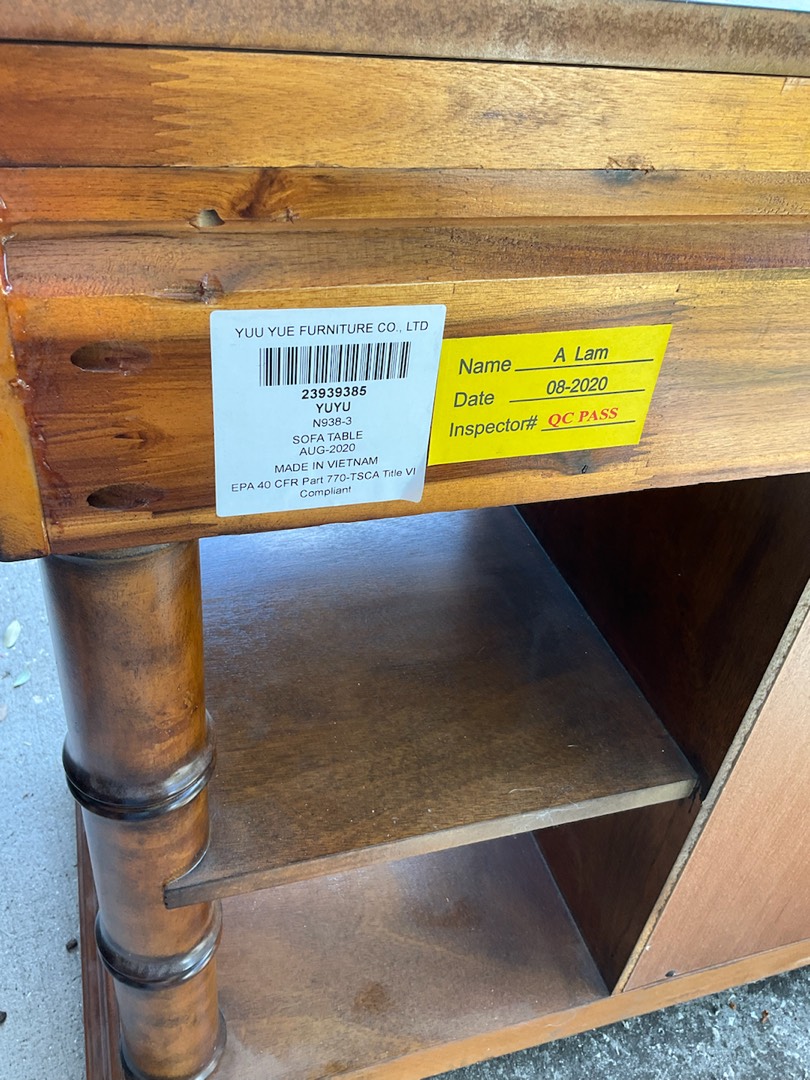 YUU YUE FURNITURE CO., LTD
23939385
YUYU
N938-3
SOFA TABLE
AUG-2020
MADE IN VIETNAM
EPA 40 CFR Part 770-TSCA Title VI
Compliant
Name A Lam
Date 08-2020
Inspector# QC PASS